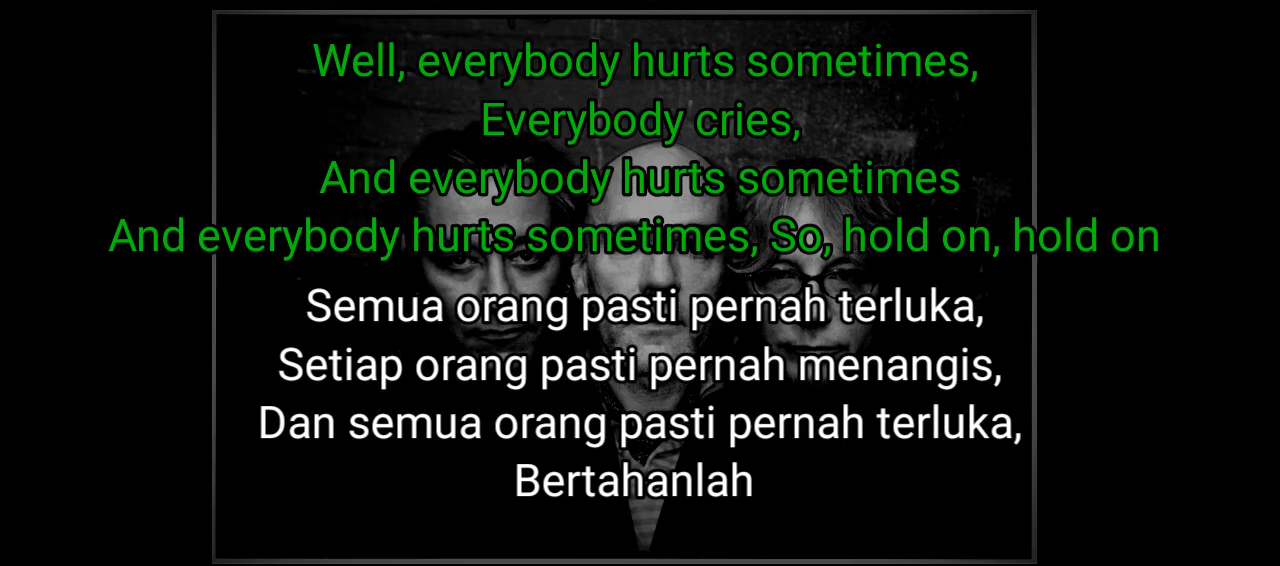 Well, everybody hurts sometimes,
Everybody cries,
And everybody hurts sometimes
And everybody hurts sometimes, So, hold on, hold on
Semua orang pasti pernah terluka,
Setiap orang pasti pernah menangis,
Dan semua orang pasti pernah terluka,
Bertahanlah